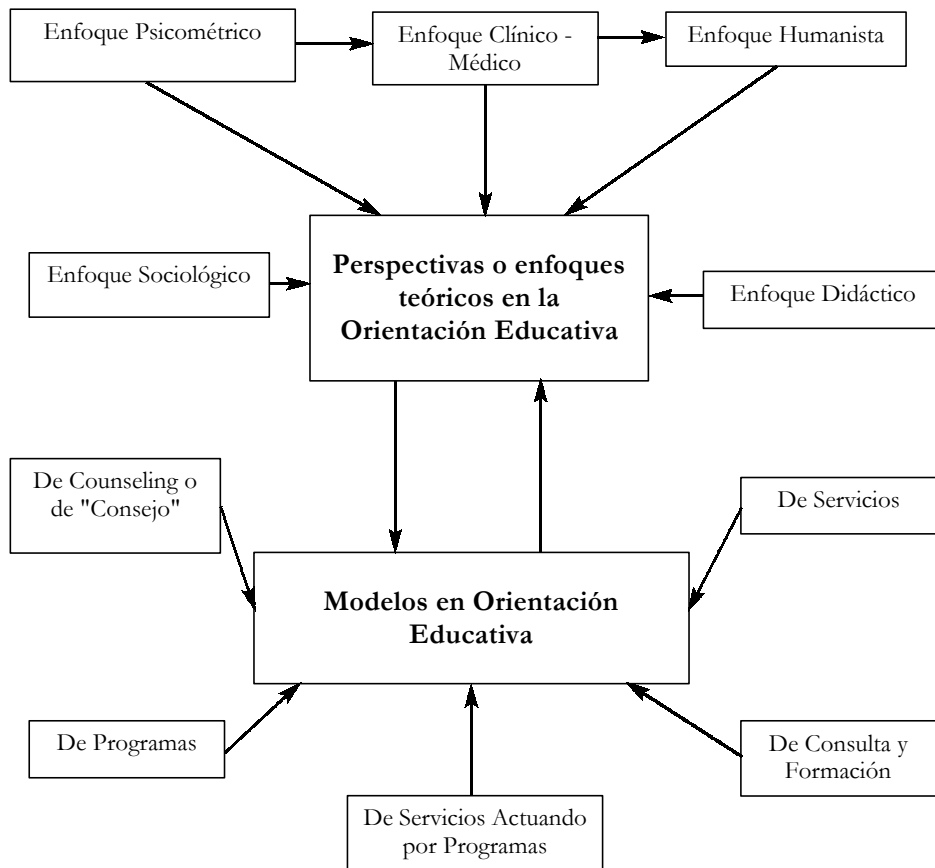 Enfoque Psicométrico
Enfoque Clínico -
Médico
Enfoque Humanista
Perspectivas o enfoques
teóricos en la
Orientación Educativa
Enfoque Sociológico
Enfoque Didáctico
De Counseling o
de "Consejo"
De Servicios
Modelos en Orientación
Educativa
De Programas
De Consulta y
Formación
De Servicios Actuando
por Programas